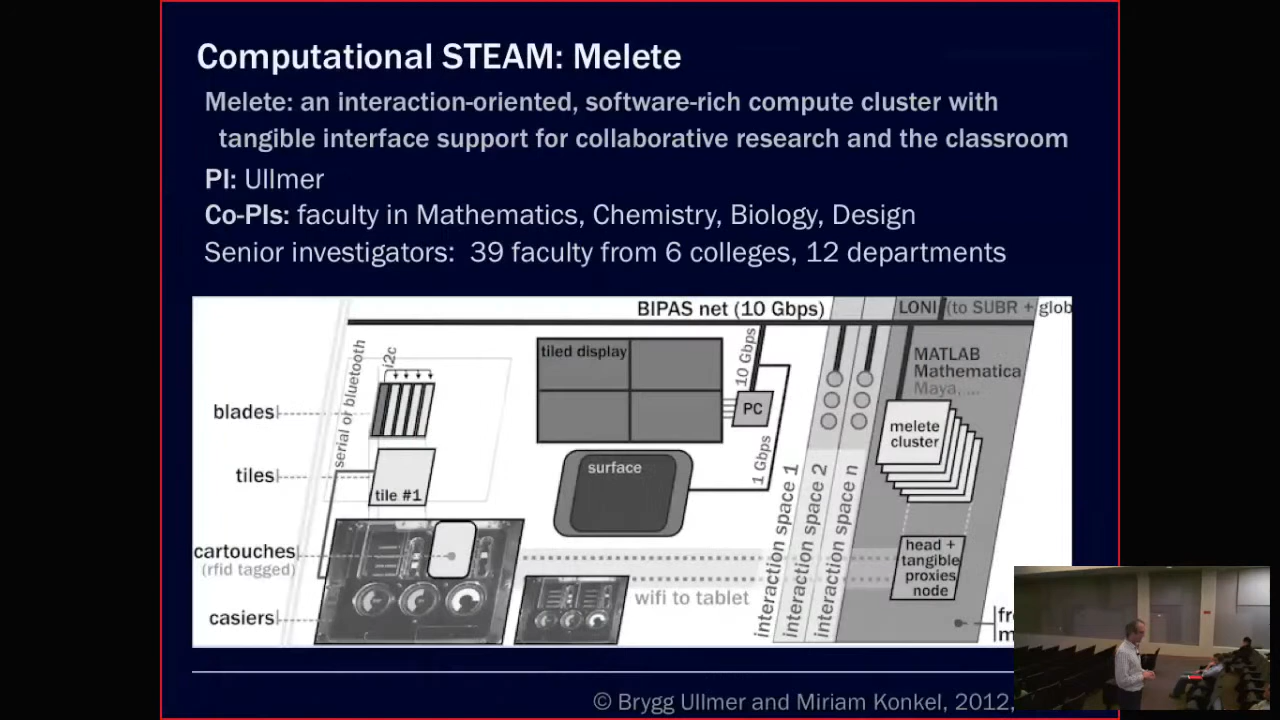 Computational STEAM: Melete
Melete: an interaction-oriented, software-rich compute cluster with
tangible interface support for collaborative research and the classroom
PI: Ullmer
Co-PIs: faculty in Mathematics, Chemistry, Biology, Design
Senior investigators: 39 faculty from 6 colleges, 12 departments
BIPAS net (10 Gbps)
LONI (to SUBR + glob
serial or bluetooth
i2c
blades
tiles
tile #1
cartouches
(rfid tagged)
casiers
tiled display
10 Gbps
PC
surface
1 Gbps
wifi to tablet
interaction space 1
interaction space 2
interaction space n
MATLAB
Mathematica
Maya, ...
melete
cluster
head +
tangible
proxies
node
fr
m
© Brygg Ullmer and Miriam Konkel, 2012,